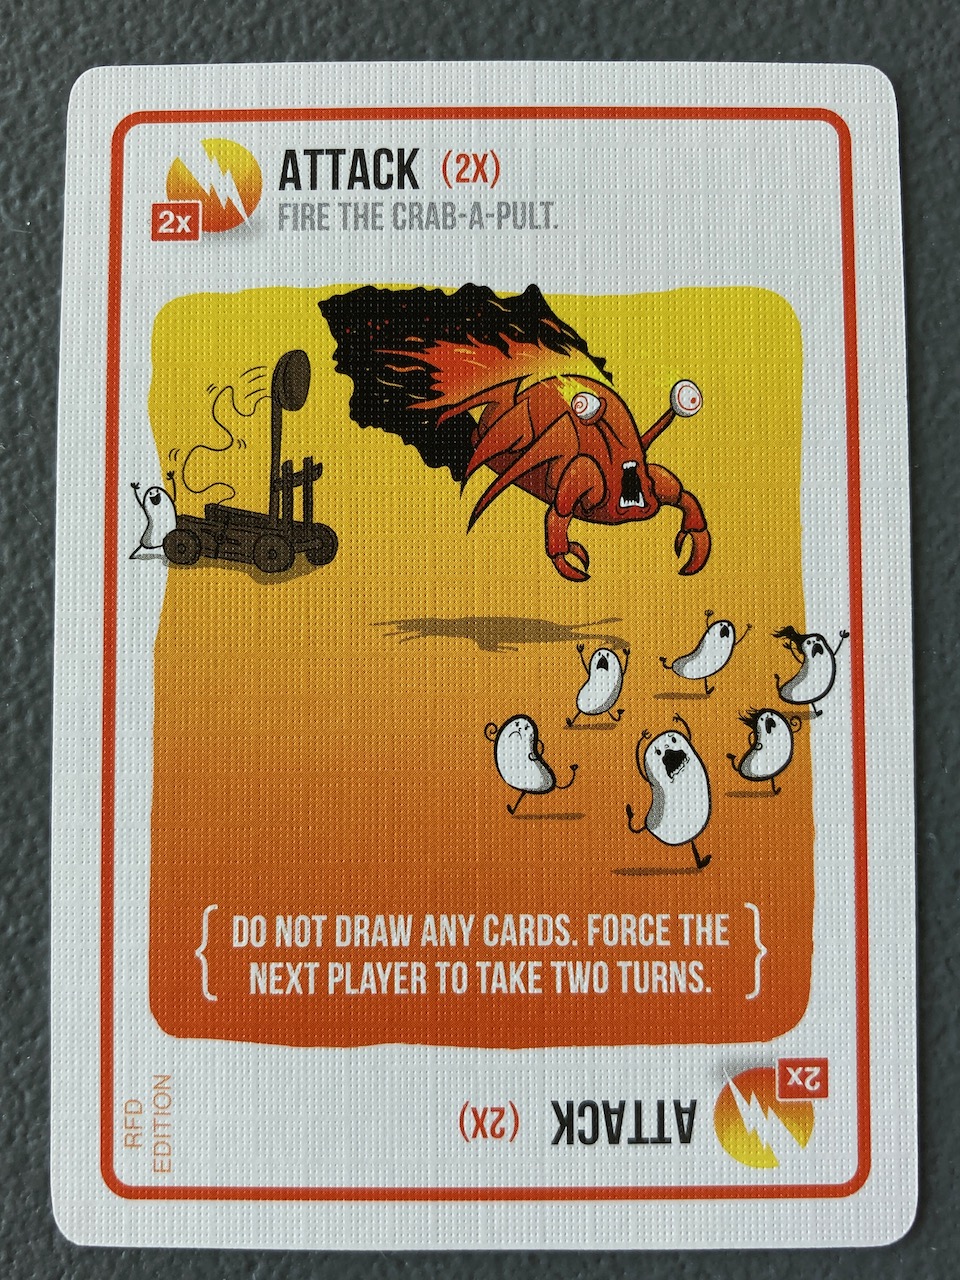 ATTACK (2X)
2x
FIRE THE CRAB-A-PULT.
{ DO NOT DRAW ANY CARDS. FORCE THE
NEXT PLAYER TO TAKE TWO TURNS. }
2x
ATTACK (2X)
RFD
EDITION